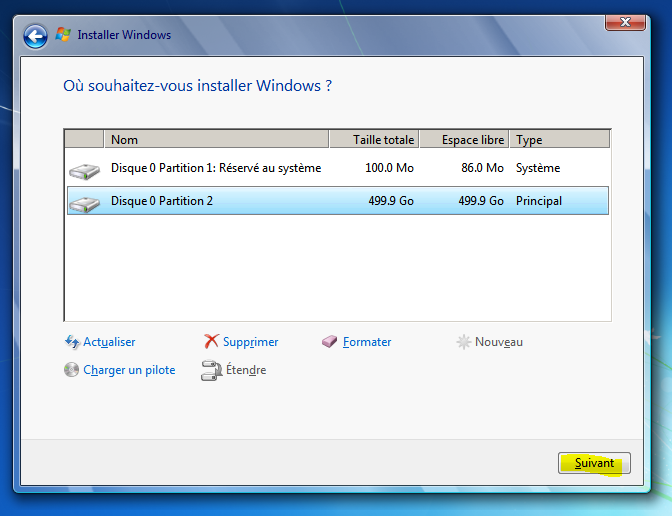 Installer Windows
Où souhaitez-vous installer Windows ?
Nom Taille totale Espace libre Type
Disque 0 Partition 1: Réservé au système 100.0 Mo 86.0 Mo Système
Disque 0 Partition 2 499.9 Go 499.9 Go Principal
Actualiser Supprimer Formater Nouveau
Charger un pilote Étendre
Suivant